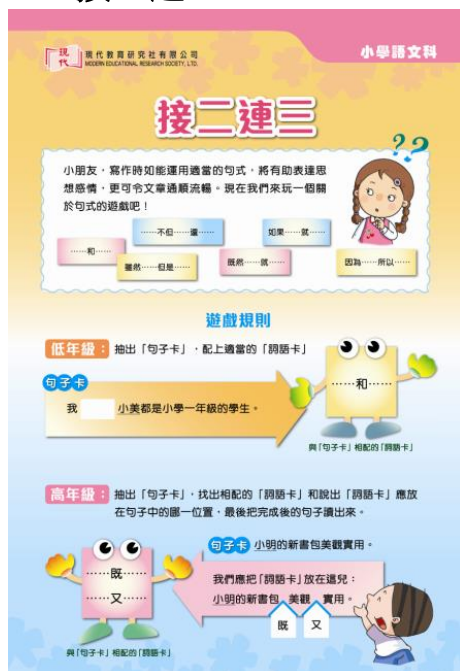 現代
現代教育研究社有限公司
MODERN EDUCATIONAL RESEARCH SOCIETY, LTD.
小學語文科
接二連三
??
小朋友，寫作時如能運用適當的句式，將有助表達思
想感情，更可令文章通順流暢。現在我們來玩一個關
於句式的遊戲吧！
……不但……還……
如果……就……
……和……
雖然……但是……
既然……就……
因為……所以……
遊戲規則
低年級：抽出「句子卡」，配上適當的「詞語卡」
句子卡
我 小美都是小學一年級的學生。
……和……
與「句子卡」相配的「詞語卡」
高年級：抽出「句子卡」，找出相配的「詞語卡」和說出「詞語卡」應放
在句子中的哪一位置，最後把完成後的句子讀出來。
句子卡 小明的新書包美觀實用。
……既……
……又……
我們應把「詞語卡」放在這兒：
小明的新書包 美觀 實用。
既 又
與「句子卡」相配的「詞語卡」